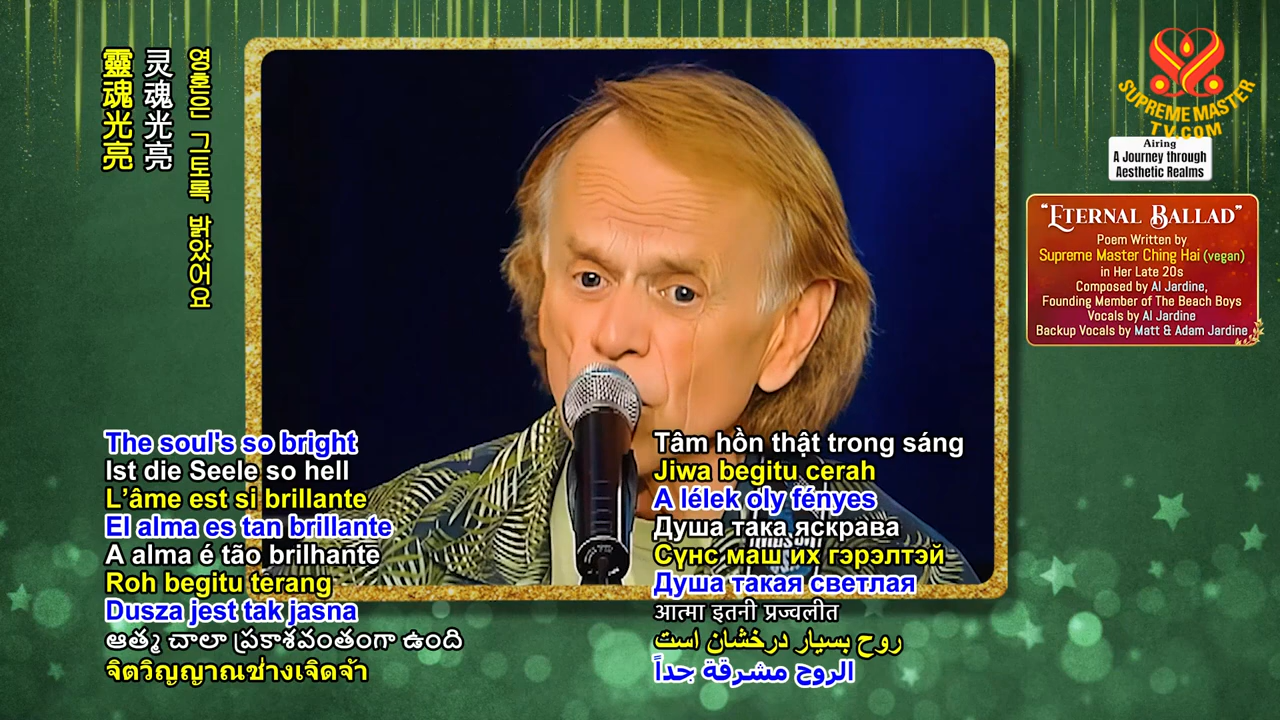 靈魂光亮
灵魂光亮
영혼은 그토록 밝았어요
SUPREME MASTER
TV.COM
Airing
A Journey through
Aesthetic Realms
“ETERNAL BALLAD”
Poem Written by
Supreme Master Ching Hai (vegan)
in Her Late 20s
Composed by Al Jardine,
Founding Member of The Beach Boys
Vocals by Al Jardine
Backup Vocals by Matt & Adam Jardine
The soul's so bright
Ist die Seele so hell
L’âme est si brillante
El alma es tan brillante
A alma é tão brilhante
Roh begitu terang
Dusza jest tak jasna
ఆత్మ చాలా ప్రకాశవంతంగా ఉంది
จิตวิญญาณช่างเจิดจ้า
Tâm hồn thật trong sáng
Jiwa begitu cerah
A lélek oly fényes
Душа така яскрава
Сүнс маш их гэрэлтэй
Душа такая светлая
आत्मा इतनी प्रज्वलीत
روح بسیار درخشان است
الروح مشرقة جداً